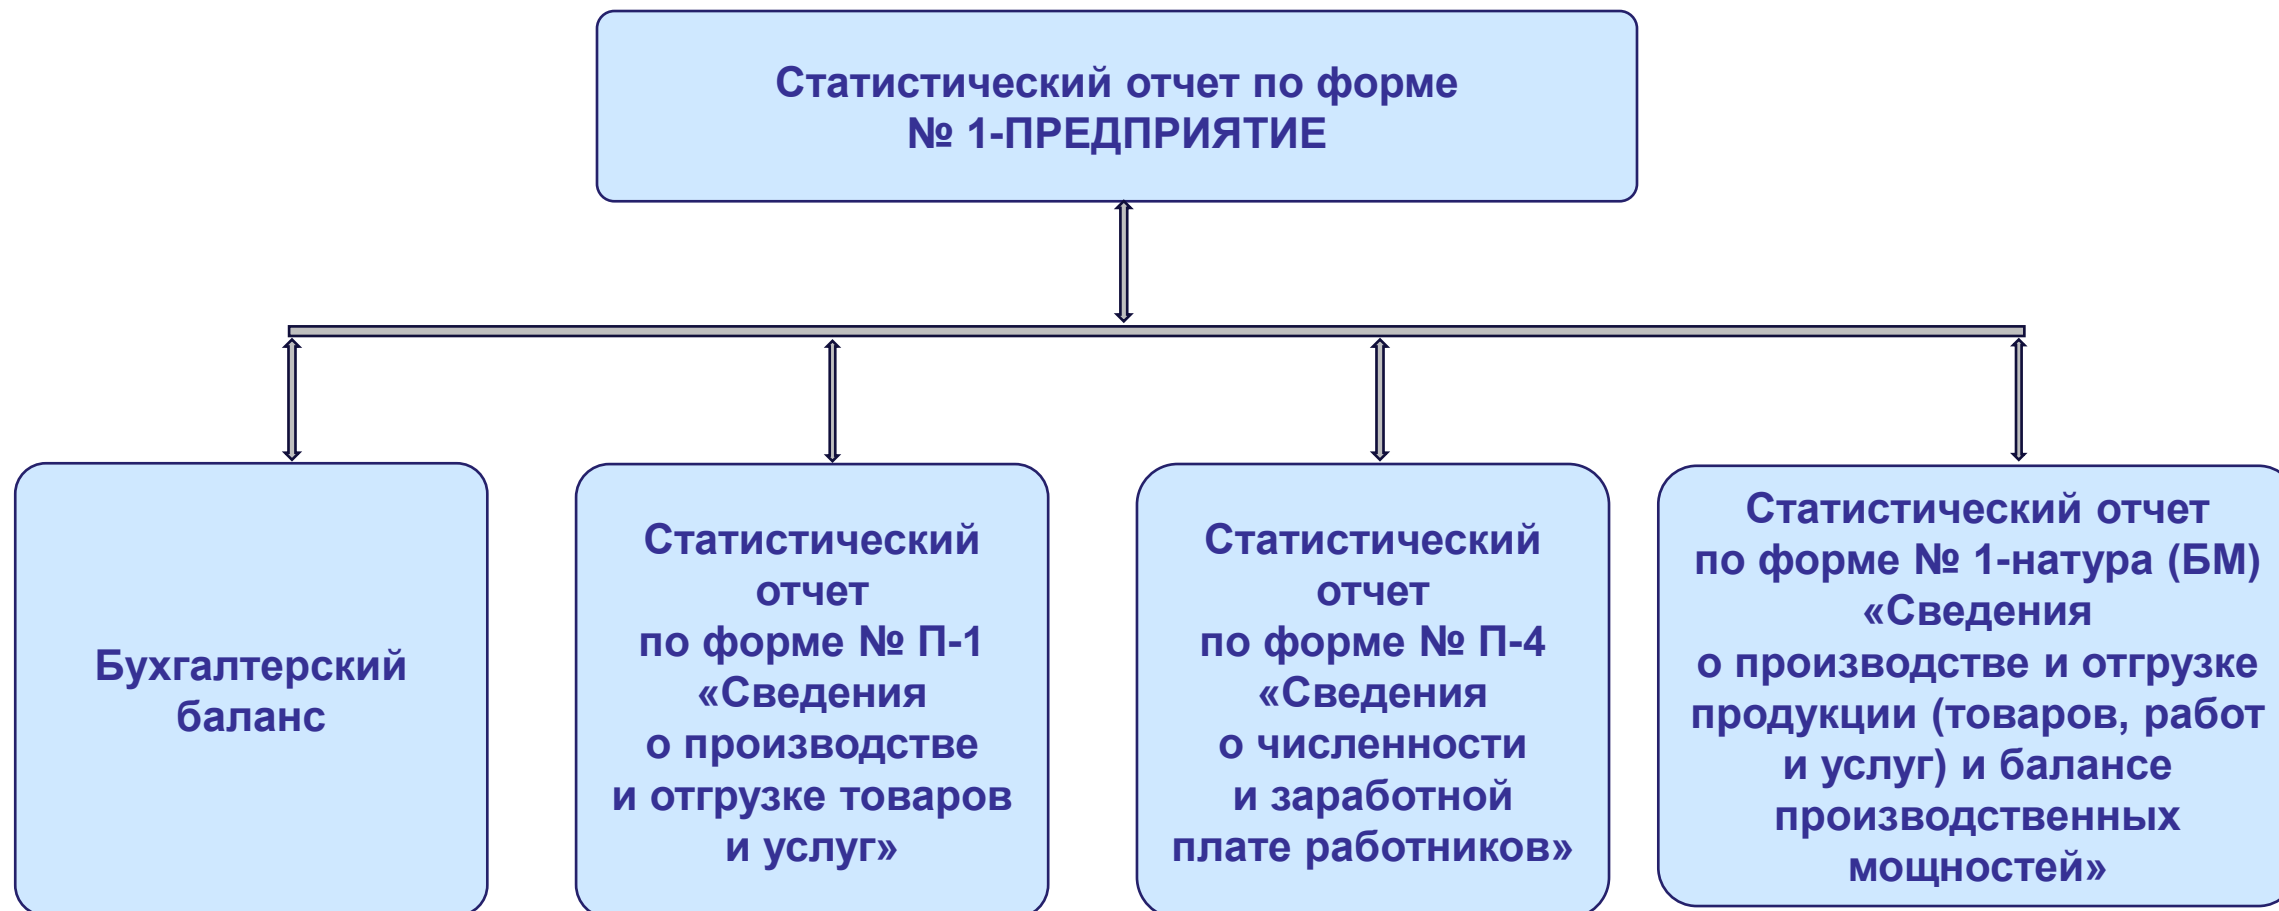 Статистический отчет по форме
№ 1-ПРЕДПРИЯТИЕ
Бухгалтерский
баланс
Статистический
отчет
по форме № П-1
«Сведения
о производстве
и отгрузке товаров
и услуг»
Статистический
отчет
по форме № П-4
«Сведения
о численности
и заработной
плате работников»
Статистический отчет
по форме № 1-натура (БМ)
«Сведения
о производстве и отгрузке
продукции (товаров, работ
и услуг) и балансе
производственных
мощностей»